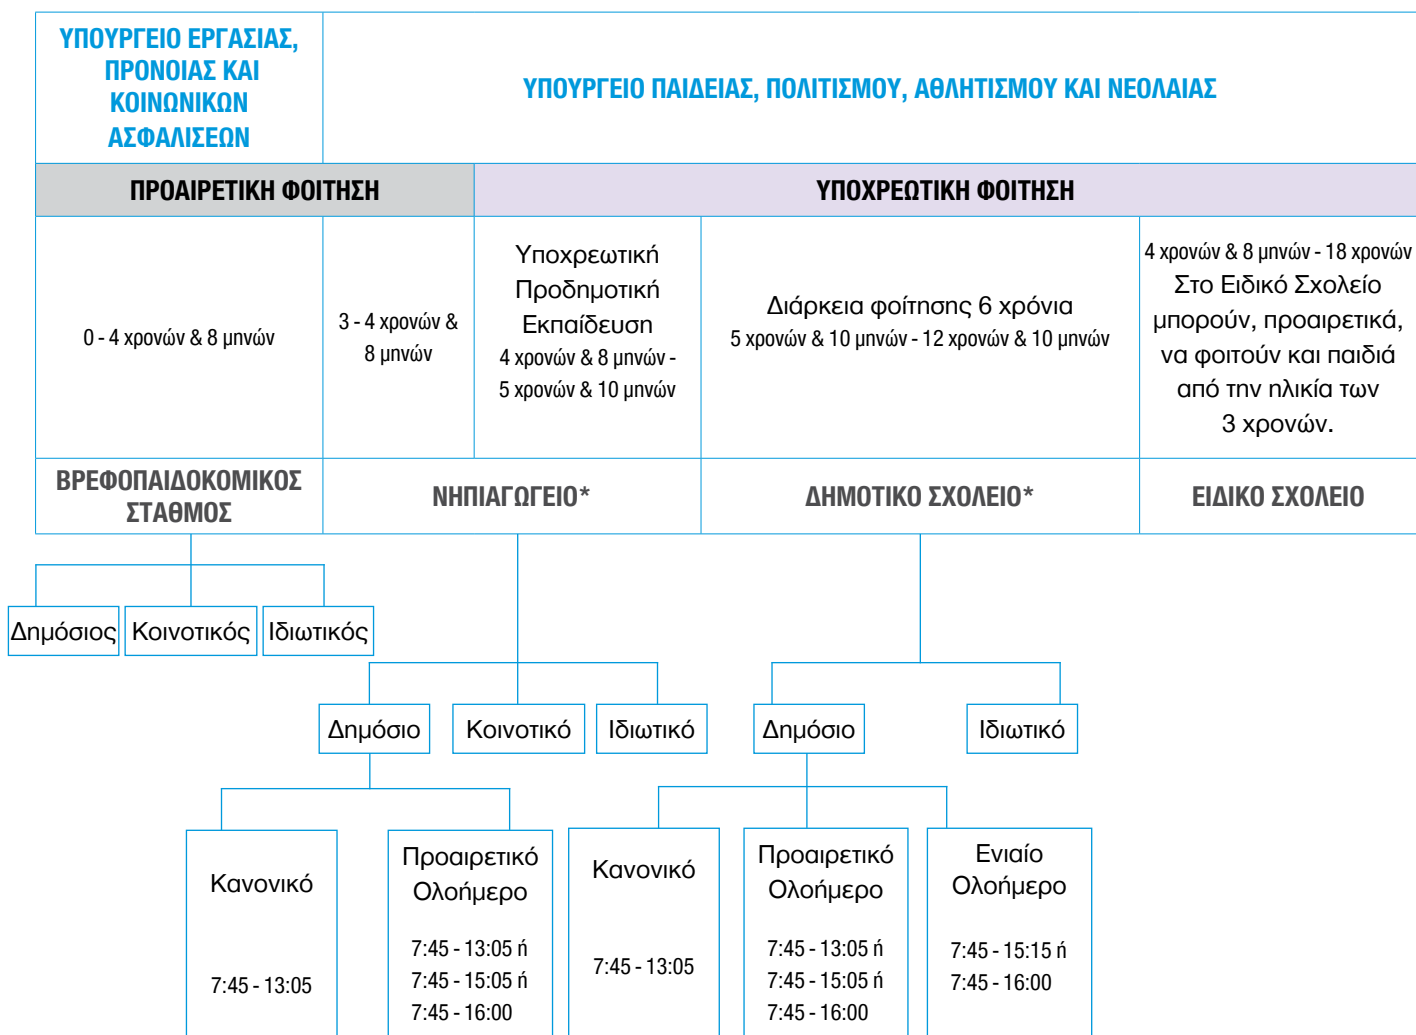 ΥΠΟΥΡΓΕΙΟ ΕΡΓΑΣΙΑΣ,
ΠΡΟΝΟΙΑΣ ΚΑΙ
ΚΟΙΝΩΝΙΚΩΝ
ΑΣΦΑΛΙΣΕΩΝ
ΥΠΟΥΡΓΕΙΟ ΠΑΙΔΕΙΑΣ, ΠΟΛΙΤΙΣΜΟΥ, ΑΘΛΗΤΙΣΜΟΥ ΚΑΙ ΝΕΟΛΑΙΑΣ
ΠΡΟΑΙΡΕΤΙΚΗ ΦΟΙΤΗΣΗ
ΥΠΟΧΡΕΩΤΙΚΗ ΦΟΙΤΗΣΗ
0 - 4 χρονών & 8 μηνών
3 - 4 χρονών &
8 μηνών
Υποχρεωτική
Προδημοτική
Εκπαίδευση
4 χρονών & 8 μηνών -
5 χρονών & 10 μηνών
Διάρκεια φοίτησης 6 χρόνια
5 χρονών & 10 μηνών - 12 χρονών & 10 μηνών
4 χρονών & 8 μηνών - 18 χρονών
Στο Ειδικό Σχολείο
μπορούν, προαιρετικά,
να φοιτούν και παιδιά
από την ηλικία των
3 χρονών.
ΒΡΕΦΟΠΑΙΔΟΚΟΜΙΚΟΣ
ΣΤΑΘΜΟΣ
ΝΗΠΙΑΓΩΓΕΙΟ*
ΔΗΜΟΤΙΚΟ ΣΧΟΛΕΙΟ*
ΕΙΔΙΚΟ ΣΧΟΛΕΙΟ
Δημόσιος
Κοινοτικός
Ιδιωτικός
Δημόσιο
Κοινοτικό
Ιδιωτικό
Δημόσιο
Ιδιωτικό
Κανονικό
7:45 - 13:05
Προαιρετικό
Ολοήμερο
7:45 - 13:05 ή
7:45 - 15:05 ή
7:45 - 16:00
Κανονικό
7:45 - 13:05
Προαιρετικό
Ολοήμερο
7:45 - 13:05 ή
7:45 - 15:05 ή
7:45 - 16:00
Ενιαίο
Ολοήμερο
7:45 - 15:15 ή
7:45 - 16:00